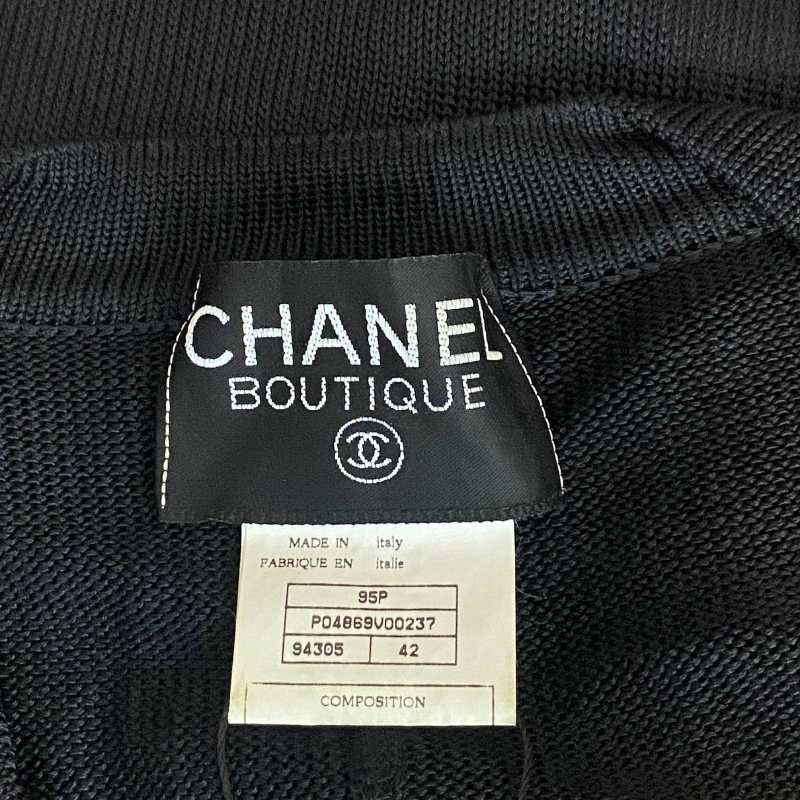 CHANEL
BOUTIQUE
MADE IN italy
FABRIQUE EN italie
95P
P04869V00237
94305 42
COMPOSITION